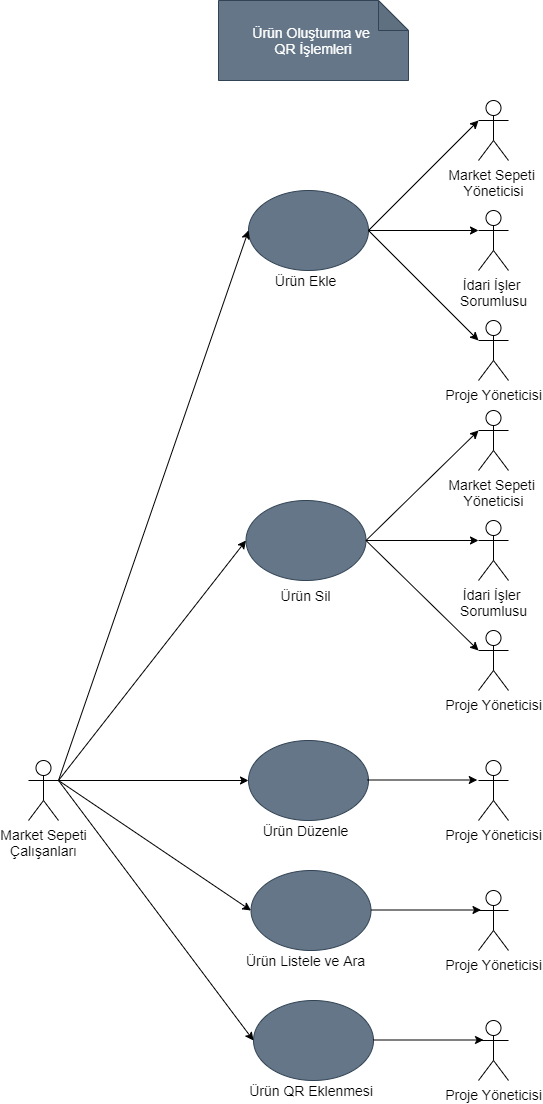 Ürün Oluşturma ve
QR İşlemleri
Market Sepeti
Yöneticisi
Ürün Ekle
İdari İşler
Sorumlusu
Proje Yöneticisi
Market Sepeti
Yöneticisi
Ürün Sil
İdari İşler
Sorumlusu
Proje Yöneticisi
Market Sepeti
Çalışanları
Ürün Düzenle
Proje Yöneticisi
Ürün Listele ve Ara
Proje Yöneticisi
Ürün QR Eklenmesi
Proje Yöneticisi